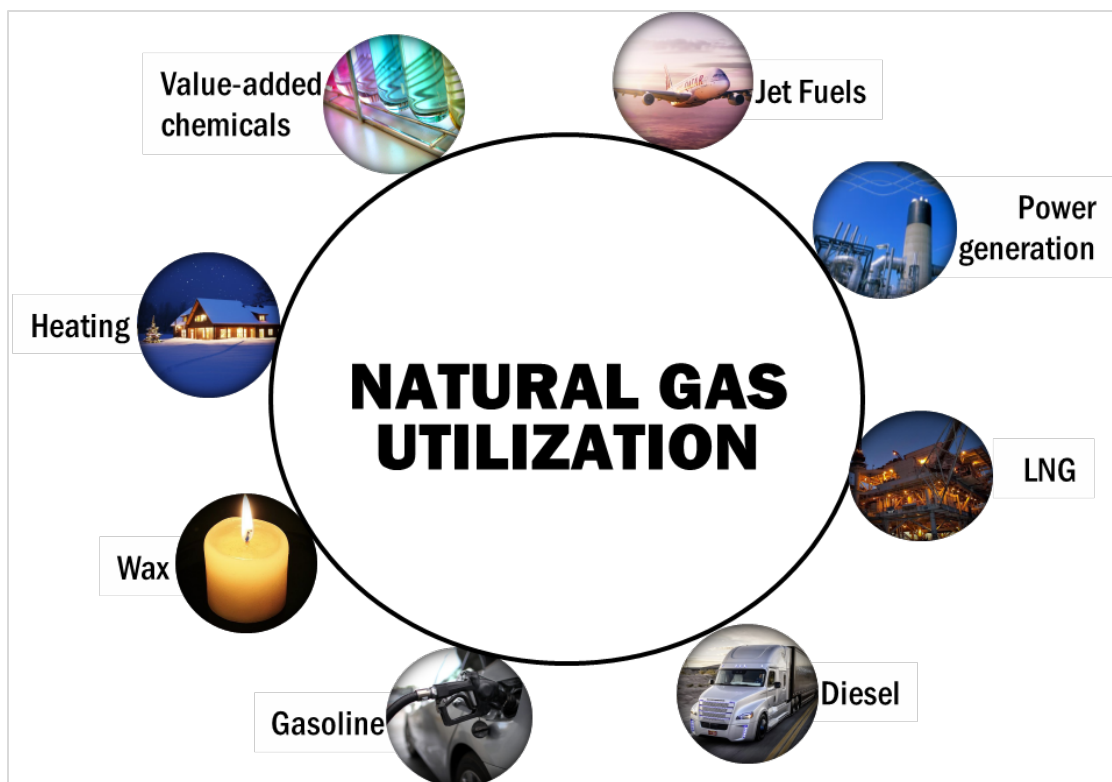 Value-added
chemicals
Jet Fuels
Power
generation
Heating
NATURAL GAS
UTILIZATION
LNG
Wax
Diesel
Gasoline